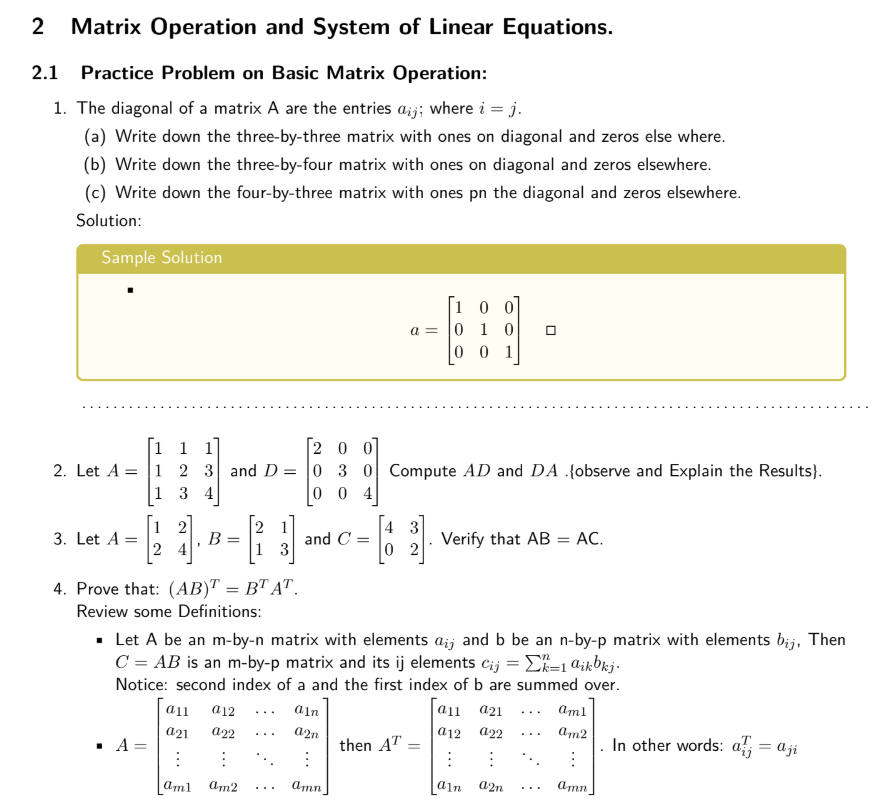 2 Matrix Operation and System of Linear Equations.
2.1 Practice Problem on Basic Matrix Operation:
1. The diagonal of a matrix A are the entries $a_{ij}$; where $i = j$.
(a) Write down the three-by-three matrix with ones on diagonal and zeros else where.
(b) Write down the three-by-four matrix with ones on diagonal and zeros elsewhere.
(c) Write down the four-by-three matrix with ones pn the diagonal and zeros elsewhere.
Solution:
Sample Solution
▪
$a = \begin{bmatrix} 1 & 0 & 0 \\ 0 & 1 & 0 \\ 0 & 0 & 1 \end{bmatrix}$ □
2. Let $A = \begin{bmatrix} 1 & 1 & 1 \\ 1 & 2 & 3 \\ 1 & 3 & 4 \end{bmatrix}$ and $D = \begin{bmatrix} 2 & 0 & 0 \\ 0 & 3 & 0 \\ 0 & 0 & 4 \end{bmatrix}$ Compute $AD$ and $DA$ .{observe and Explain the Results}.
3. Let $A = \begin{bmatrix} 1 & 2 \\ 2 & 4 \end{bmatrix}$, $B = \begin{bmatrix} 2 & 1 \\ 1 & 3 \end{bmatrix}$ and $C = \begin{bmatrix} 4 & 3 \\ 0 & 2 \end{bmatrix}$. Verify that AB = AC.
4. Prove that: $(AB)^T = B^T A^T$.
Review some Definitions:
▪ Let A be an m-by-n matrix with elements $a_{ij}$ and b be an n-by-p matrix with elements $b_{ij}$, Then
$C = AB$ is an m-by-p matrix and its ij elements $c_{ij} = \sum_{k=1}^{n} a_{ik} b_{kj}$.
Notice: second index of a and the first index of b are summed over.
▪ $A = \begin{bmatrix} a_{11} & a_{12} & \dots & a_{1n} \\ a_{21} & a_{22} & \dots & a_{2n} \\ \vdots & \vdots & \ddots & \vdots \\ a_{m1} & a_{m2} & \dots & a_{mn} \end{bmatrix}$ then $A^T = \begin{bmatrix} a_{11} & a_{21} & \dots & a_{m1} \\ a_{12} & a_{22} & \dots & a_{m2} \\ \vdots & \vdots & \ddots & \vdots \\ a_{1n} & a_{2n} & \dots & a_{mn} \end{bmatrix}$. In other words: $a_{ij}^T = a_{ji}$